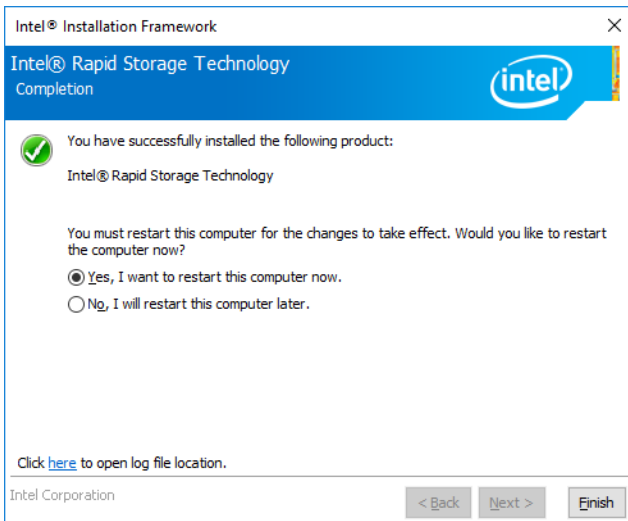 Intel® Installation Framework
Intel® Rapid Storage Technology
Completion
intel
You have successfully installed the following product:
Intel® Rapid Storage Technology
You must restart this computer for the changes to take effect. Would you like to restart
the computer now?
Yes, I want to restart this computer now.
No, I will restart this computer later.
Click here to open log file location.
Intel Corporation
< Back Next > Finish